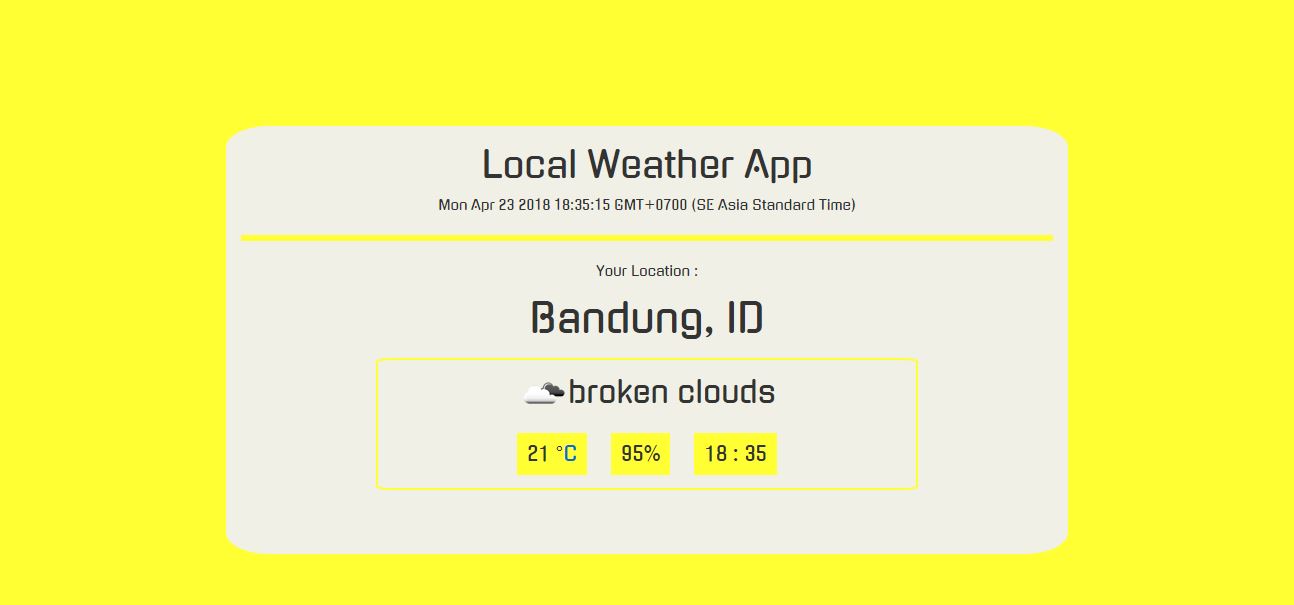 Local Weather App
Mon Apr 23 2018 18:35:15 GMT+0700 (SE Asia Standard Time)
Your Location :
Bandung, ID
broken clouds
21 °C 95% 18 : 35